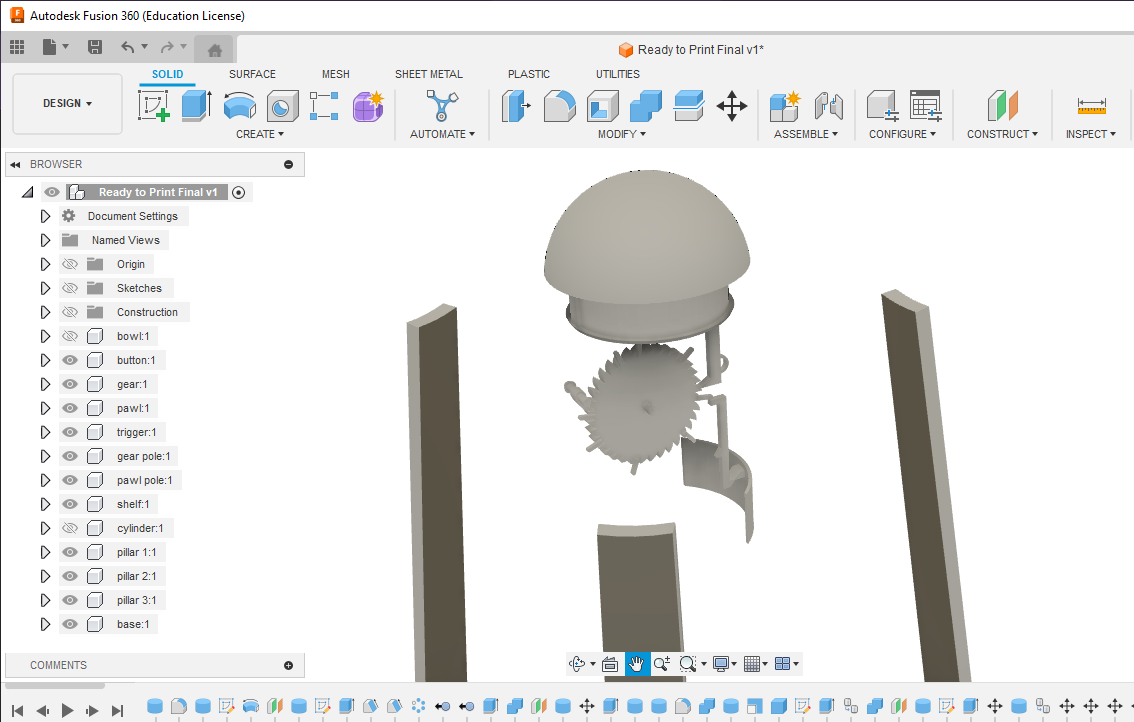 Autodesk Fusion 360 (Education License)
Ready to Print Final v1*
SOLID SURFACE MESH SHEET METAL PLASTIC UTILITIES
DESIGN
CREATE AUTOMATE MODIFY ASSEMBLE CONFIGURE CONSTRUCT INSPECT
BROWSER
Ready to Print Final v1
Document Settings
Named Views
Origin
Sketches
Construction
bowl:1
button:1
gear:1
pawl:1
trigger:1
gear pole:1
pawl pole:1
shelf:1
cylinder:1
pillar 1:1
pillar 2:1
pillar 3:1
base:1
COMMENTS